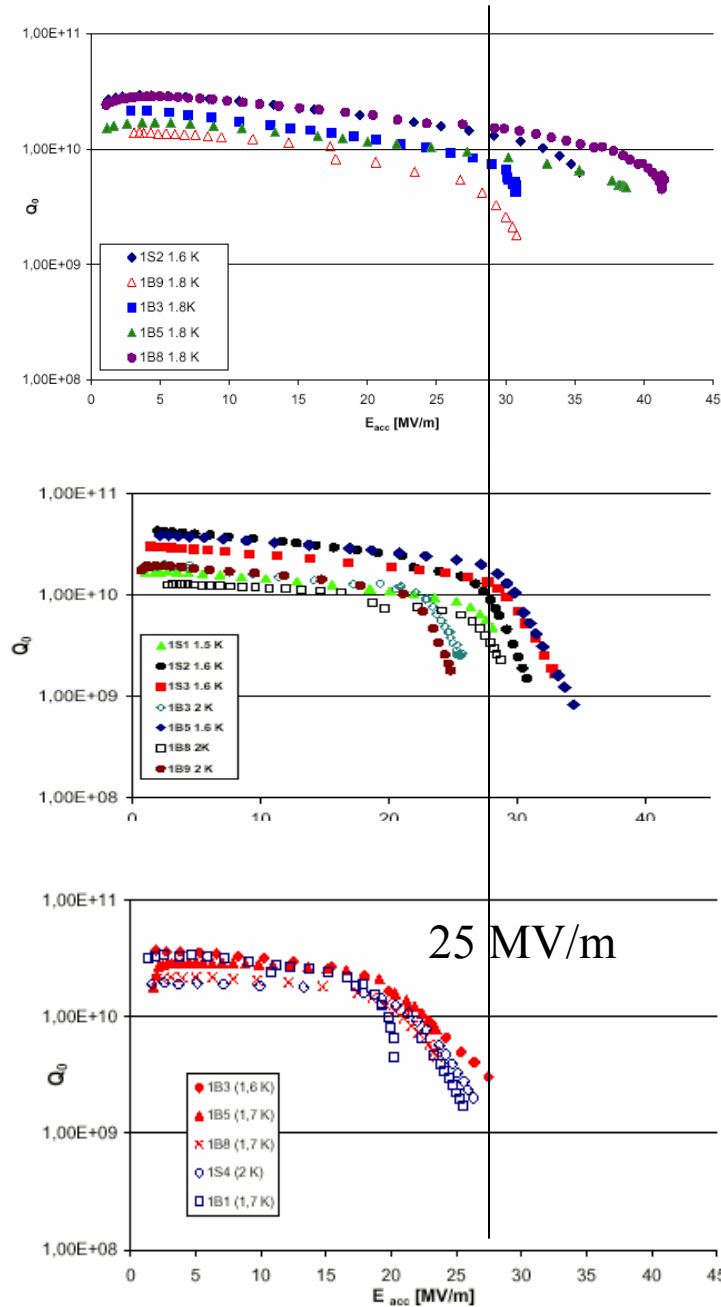 1,00E+11
1,00E+10
1,00E+09
1,00E+08
Q0
1S2 1.6 K
1B9 1.8 K
1B3 1.8K
1B5 1.8 K
1B8 1.8 K
0 5 10 15 20 25 30 35 40 45
Eacc [MV/m]
1,00E+11
1,00E+10
1,00E+09
1,00E+08
Q0
1S1 1.5 K
1S2 1.6 K
1S3 1.6 K
1B3 2 K
1B5 1.6 K
1B8 2K
1B9 2 K
0 10 20 30 40
25 MV/m
1,00E+11
1,00E+10
1,00E+09
1,00E+08
Q0
1B3 (1,6 K)
1B5 (1,7 K)
1B8 (1,7 K)
1S4 (2 K)
1B1 (1,7 K)
0 5 10 15 20 25 30 35 40 45
E acc [MV/m]